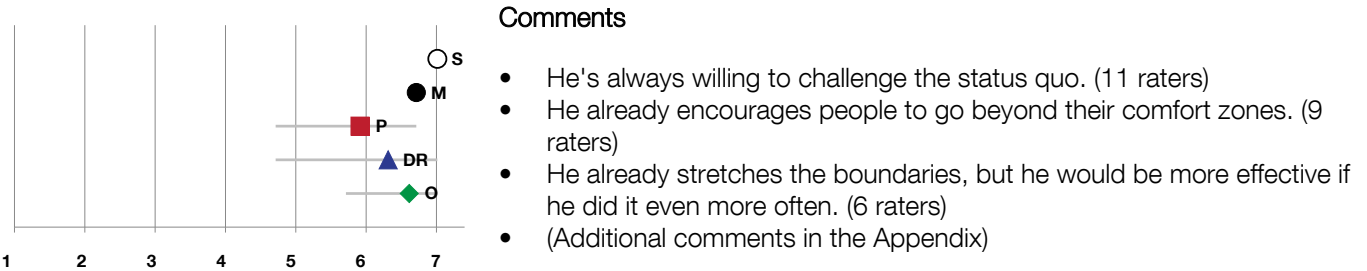 Comments
S
M
P
DR
O
1 2 3 4 5 6 7
• He's always willing to challenge the status quo. (11 raters)
• He already encourages people to go beyond their comfort zones. (9
raters)
• He already stretches the boundaries, but he would be more effective if
he did it even more often. (6 raters)
• (Additional comments in the Appendix)